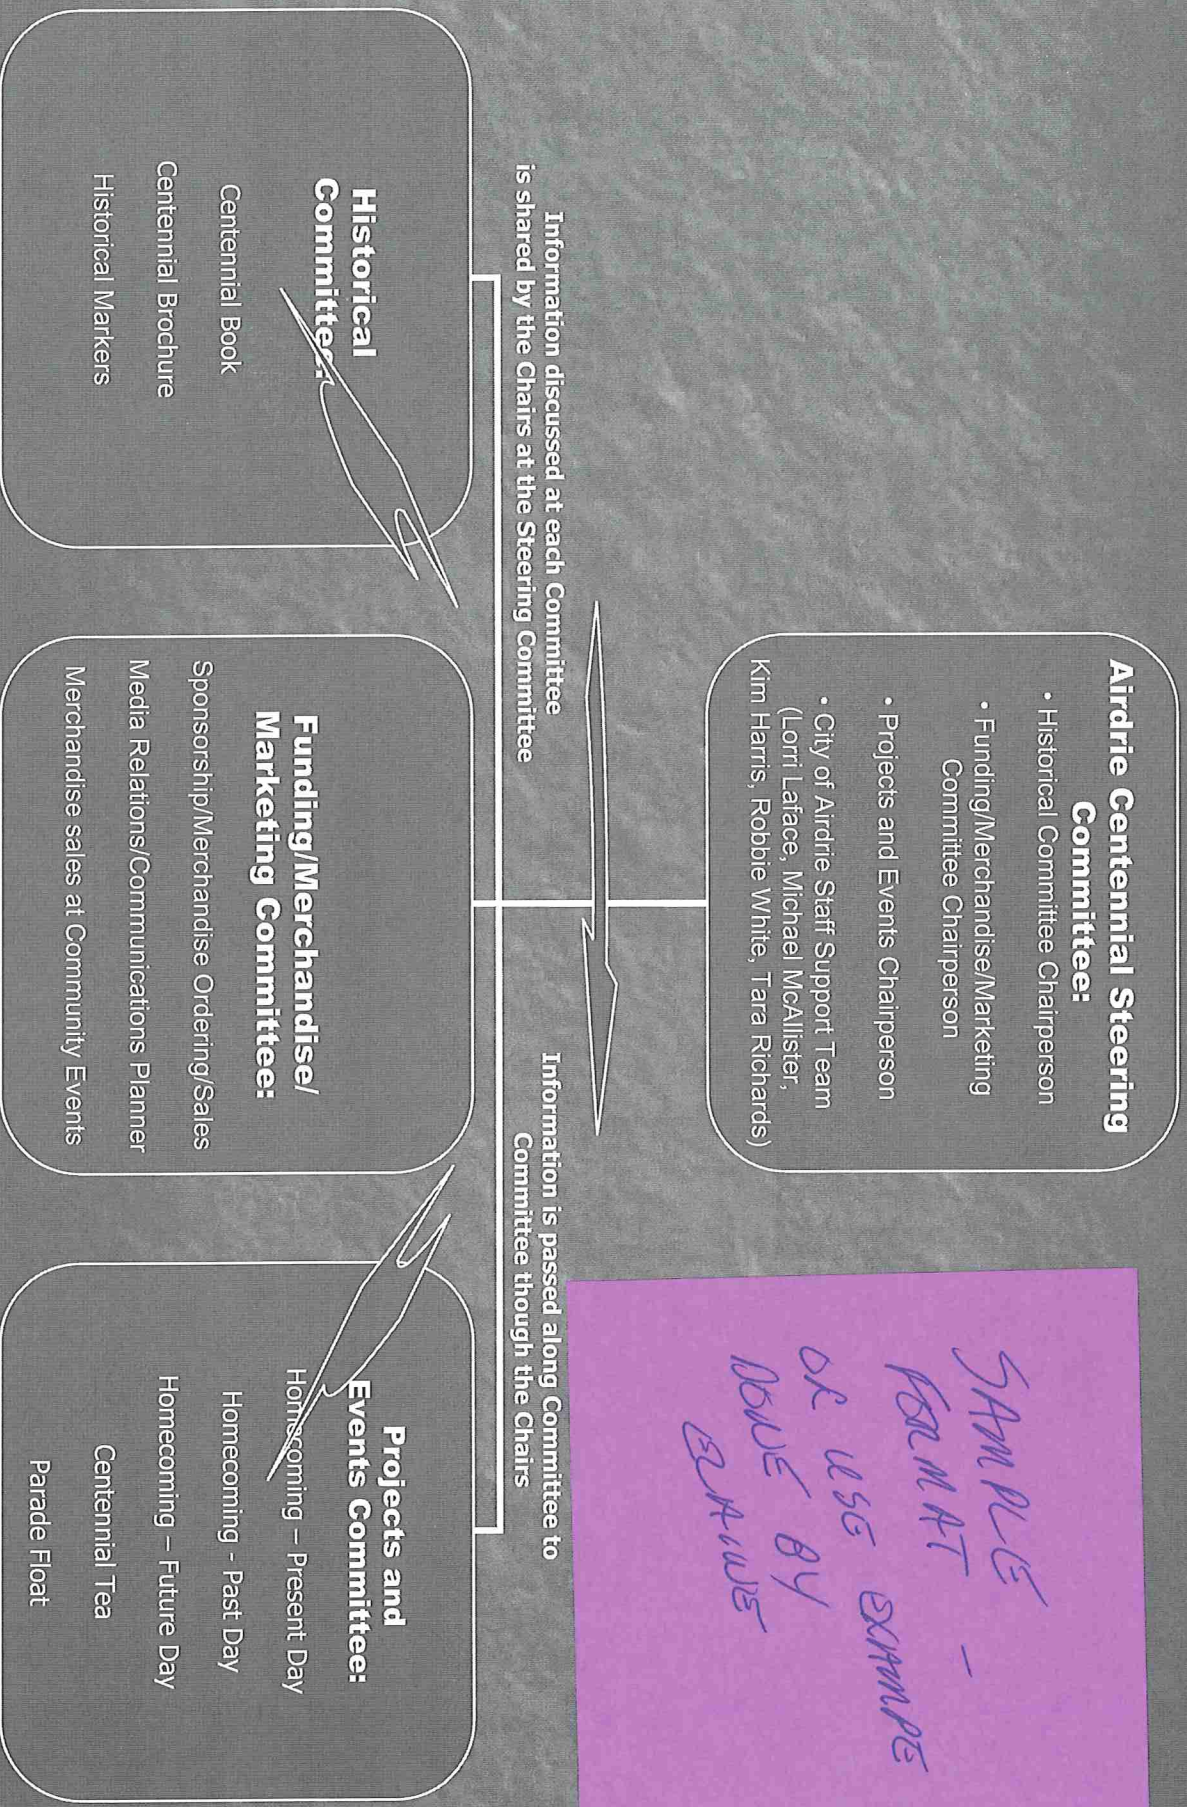 Airdrie Centennial Steering
Committee:
• Historical Committee Chairperson
• Funding/Merchandise/Marketing
Committee Chairperson
• Projects and Events Chairperson
• City of Airdrie Staff Support Team
(Lorri Laface, Michael McAllister,
Kim Harris, Robbie White, Tara Richards)
SAMPLE
FORMAT -
OR USE EXAMPE
DONE BY
ELAINE
Information discussed at each Committee
is shared by the Chairs at the Steering Committee
Information is passed along Committee to
Committee though the Chairs
Historical
Committee:
Centennial Book
Centennial Brochure
Historical Markers
Funding/Merchandise/
Marketing Committee:
Sponsorship/Merchandise Ordering/Sales
Media Relations/Communications Planner
Merchandise sales at Community Events
Projects and
Events Committee:
Homecoming – Present Day
Homecoming - Past Day
Homecoming – Future Day
Centennial Tea
Parade Float